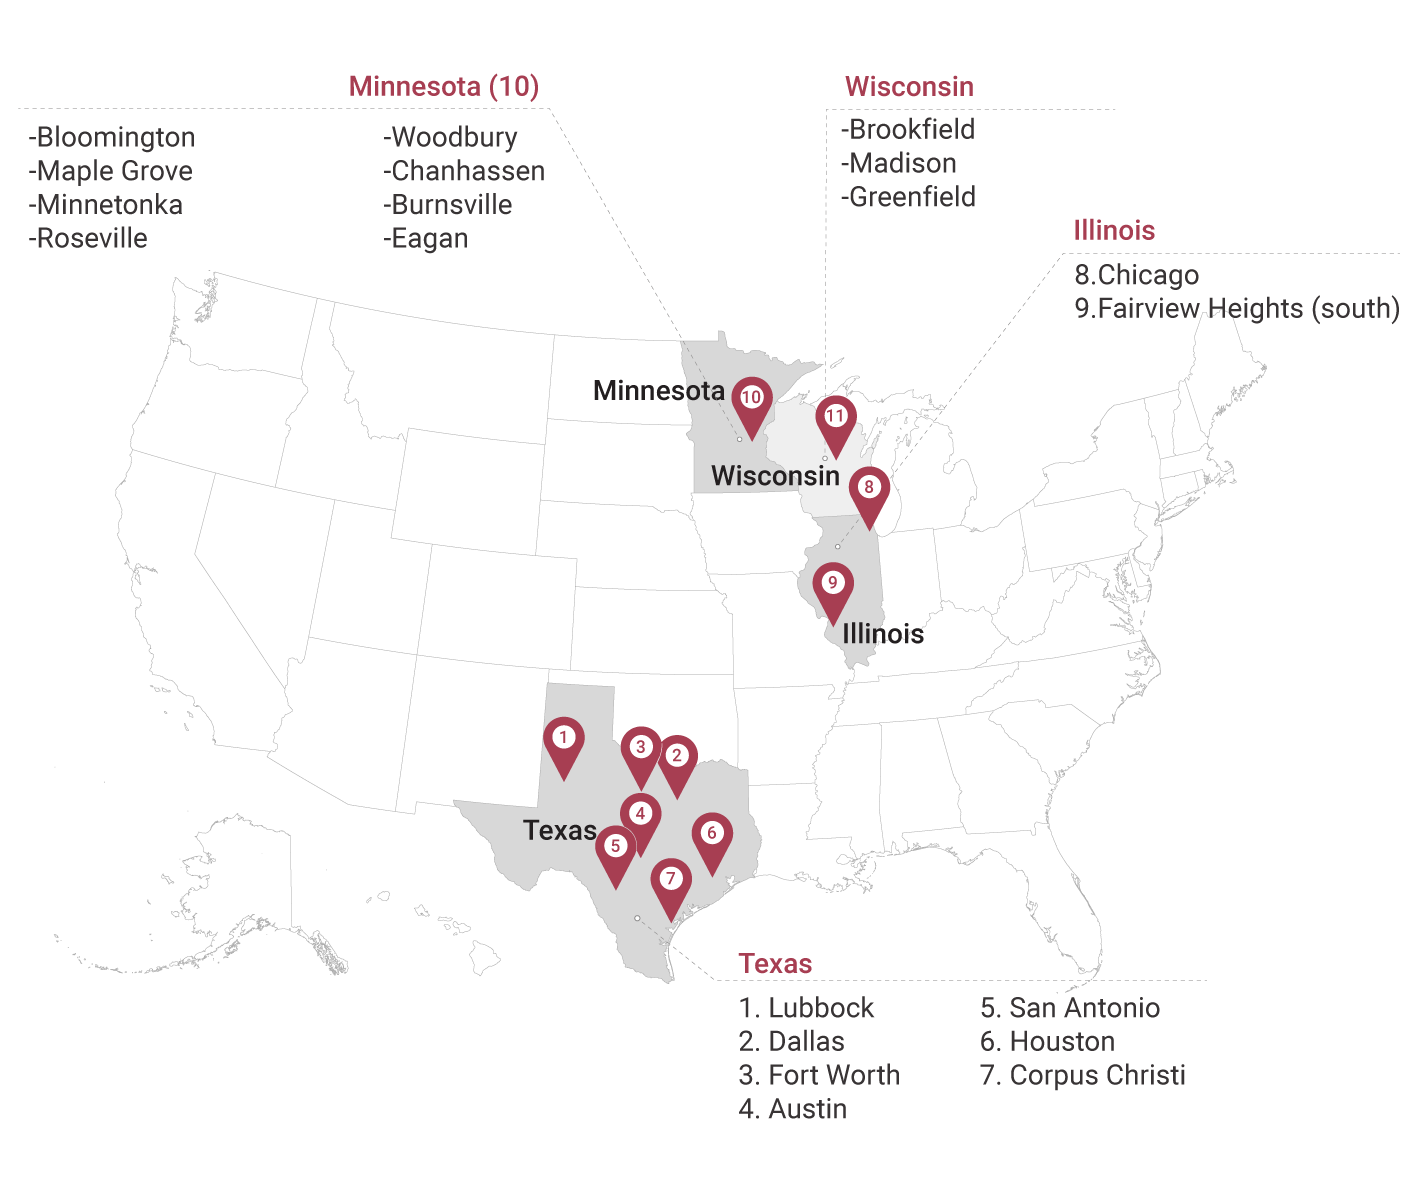 Minnesota (10)
-Bloomington
-Maple Grove
-Minnetonka
-Roseville
-Woodbury
-Chanhassen
-Burnsville
-Eagan
Wisconsin
-Brookfield
-Madison
-Greenfield
Illinois
8.Chicago
9.Fairview Heights (south)
Minnesota
10
11
Wisconsin
8
9
Illinois
1
3
2
4
Texas
5
6
7
Texas
1. Lubbock
2. Dallas
3. Fort Worth
4. Austin
5. San Antonio
6. Houston
7. Corpus Christi